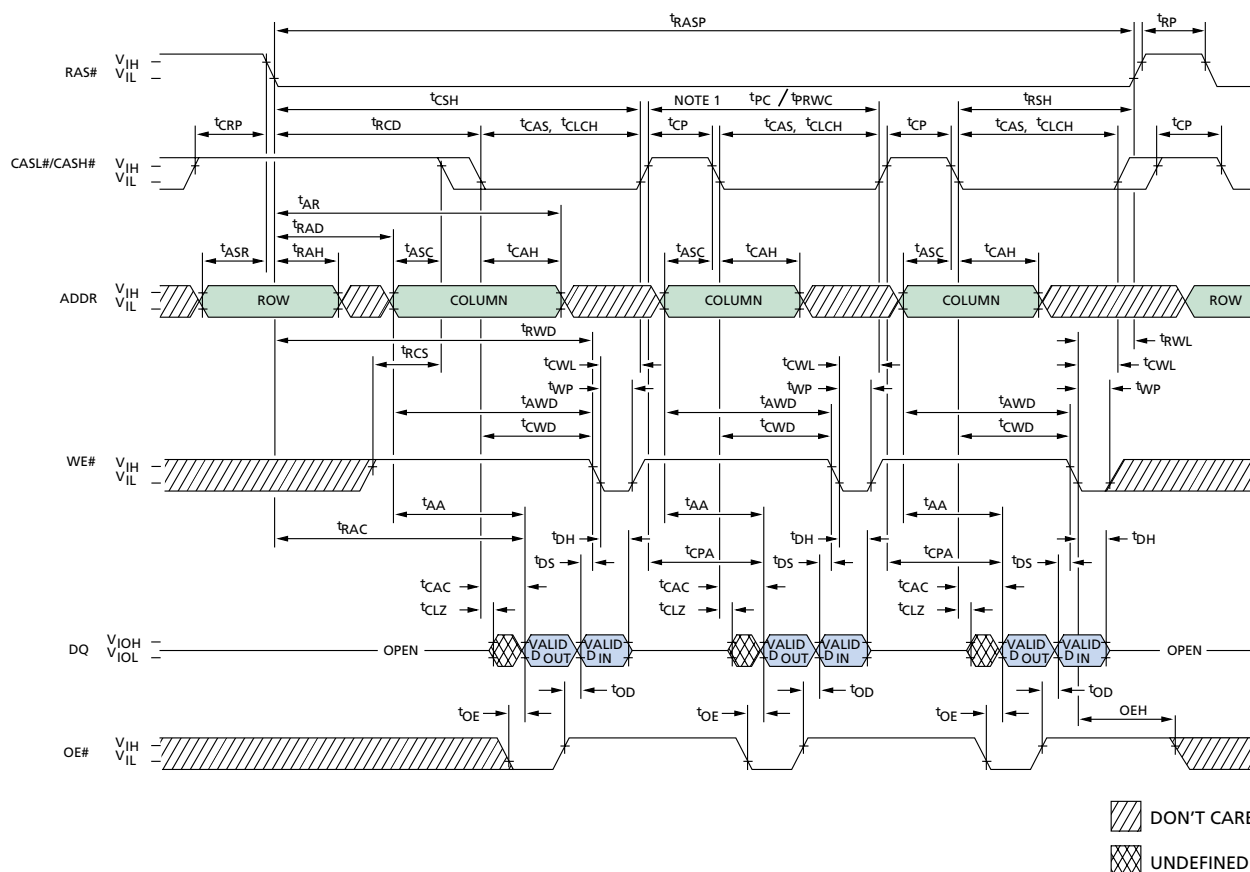 tRASP
tRP
RAS# VIH
VIL
tCSH NOTE 1 tPC / tPRWC tRSH
tCRP tRCD tCAS, tCLCH tCP tCAS, tCLCH tCP tCAS, tCLCH tCP
CASL#/CASH# VIH
VIL
tAR
tRAD
tASR tRAH tASC tCAH tASC tCAH tASC tCAH
ADDR VIH
VIL
ROW COLUMN COLUMN COLUMN ROW
tRWD tRWL
tRCS tCWL tCWL tCWL
tWP tWP tWP
tAWD tAWD tAWD
tCWD tCWD tCWD
WE# VIH
VIL
tAA tAA tAA
tRAC tDH tDH tDH
tDS tCPA tDS tCPA tDS
tCAC tCAC tCAC
tCLZ tCLZ tCLZ
DQ VIOH
VIOL
OPEN VALID DOUT VALID DIN VALID DOUT VALID DIN VALID DOUT VALID DIN OPEN
tOD tOD tOD
tOE tOE tOE OEH
OE# VIH
VIL
DON'T CARE
UNDEFINED